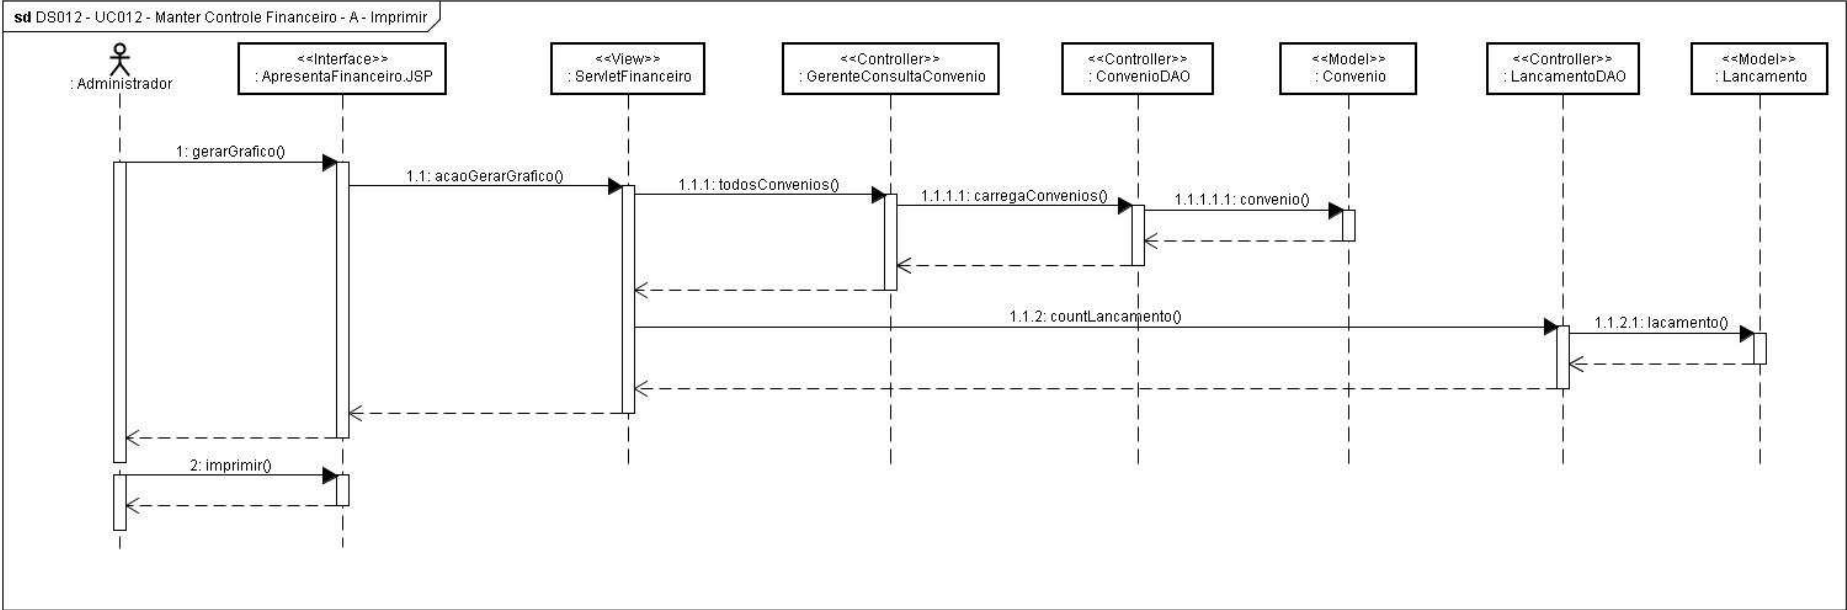 sd DS012 - UC012 - Manter Controle Financeiro - A - Imprimir
: Administrador
<<Interface>>
: ApresentaFinanceiro.JSP
<<View>>
: ServletFinanceiro
<<Controller>>
: GerenteConsultaConvenio
<<Controller>>
: ConvenioDAO
<<Model>>
: Convenio
<<Controller>>
: LancamentoDAO
<<Model>>
: Lancamento
1: gerarGrafico()
1.1: acaoGerarGrafico()
1.1.1: todosConvenios()
1.1.1.1: carregaConvenios()
1.1.1.1.1: convenio()
1.1.2: countLancamento()
1.1.2.1: lacamento()
2: imprimir()